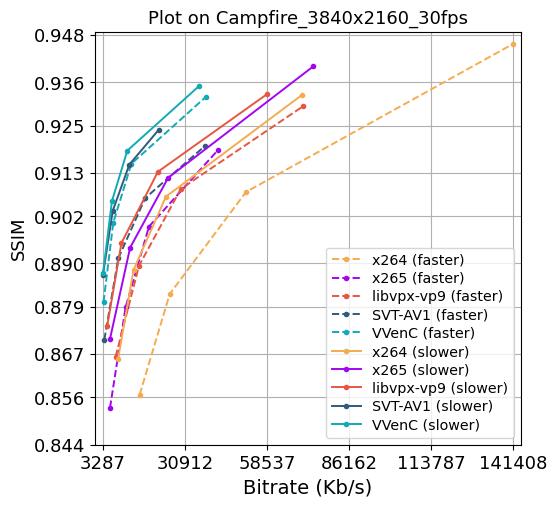 Plot on Campfire_3840x2160_30fps
0.948
0.936
0.925
0.913
0.902
0.890
0.879
0.867
0.856
0.844
SSIM
x264 (faster)
x265 (faster)
libvpx-vp9 (faster)
SVT-AV1 (faster)
VVenC (faster)
x264 (slower)
x265 (slower)
libvpx-vp9 (slower)
SVT-AV1 (slower)
VVenC (slower)
3287 30912 58537 86162 113787 141408
Bitrate (Kb/s)